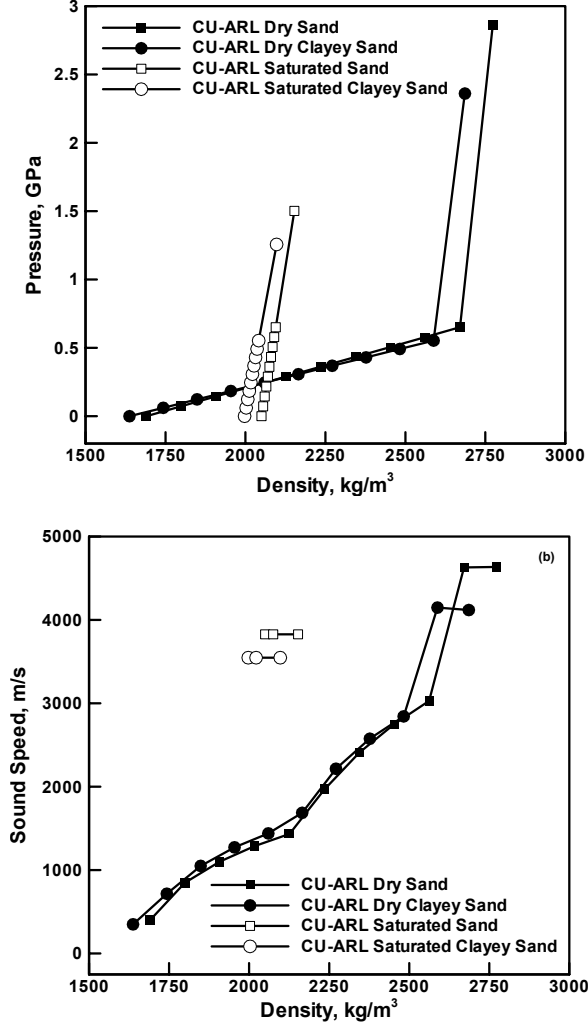 3
2.5
2
1.5
1
0.5
0
Pressure, GPa
CU-ARL Dry Sand
CU-ARL Dry Clayey Sand
CU-ARL Saturated Sand
CU-ARL Saturated Clayey Sand
1500 1750 2000 2250 2500 2750 3000
Density, kg/m³
5000
4000
3000
2000
1000
0
Sound Speed, m/s
(b)
CU-ARL Dry Sand
CU-ARL Dry Clayey Sand
CU-ARL Saturated Sand
CU-ARL Saturated Clayey Sand
1500 1750 2000 2250 2500 2750 3000
Density, kg/m³